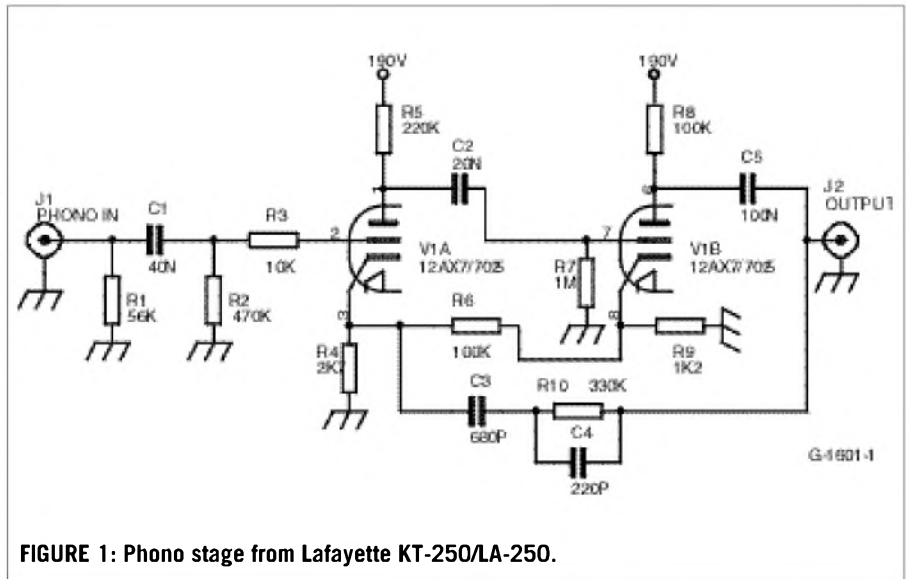 190V
190V
R5
220K
R8
100K
C2
20N
C5
100N
J1
PHONO IN
C1
40N
R3
10K
1
2
3
V1A
12AX7/7025
6
7
8
V1B
12AX7/7025
J2
OUTPUT
R1
56K
R2
470K
R7
1M
R6
100K
R4
2K7
R9
1K2
C3
680P
R10 330K
C4
220P
G-1601-1
FIGURE 1: Phono stage from Lafayette KT-250/LA-250.